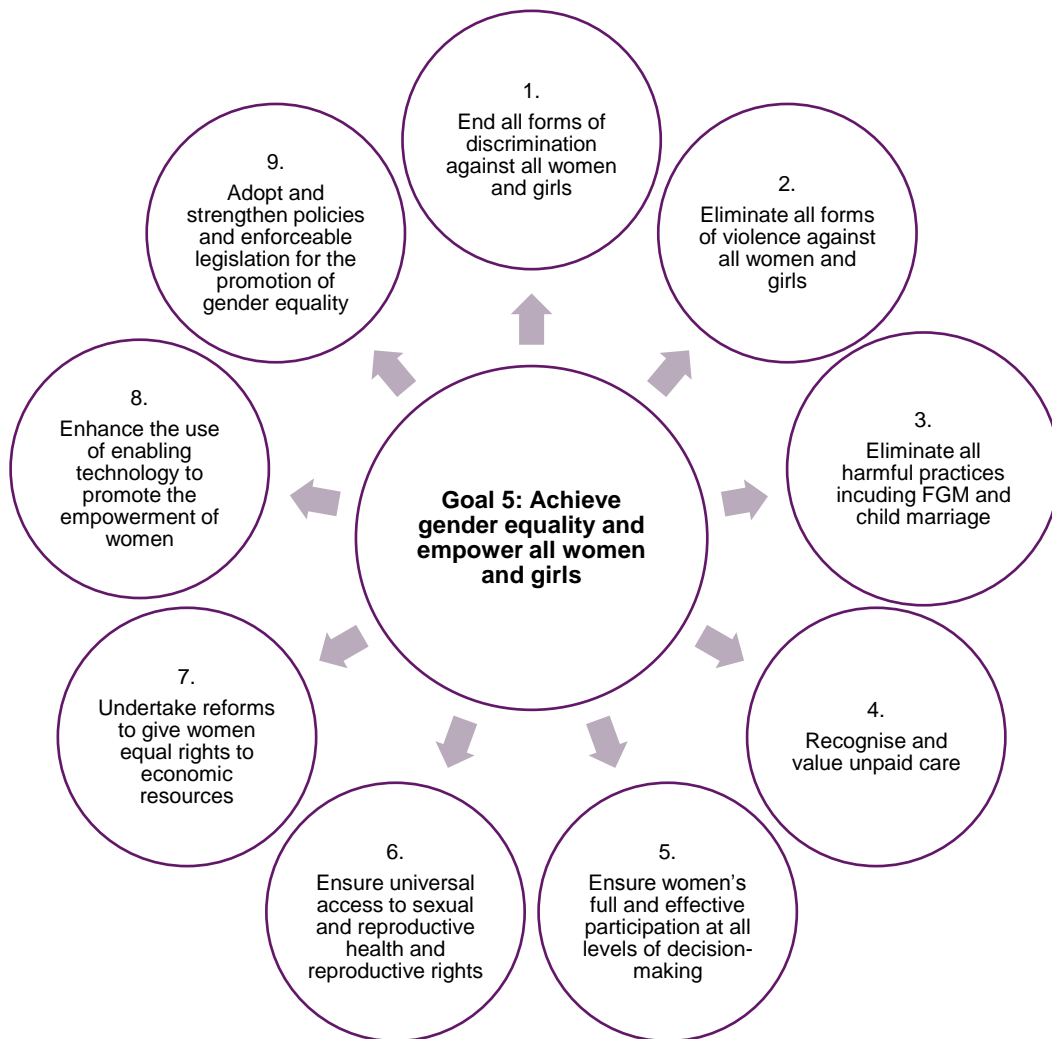 1.
End all forms of
discrimination
against all women
and girls
2.
Eliminate all forms
of violence against
all women and
girls
3.
Eliminate all
harmful practices
incuding FGM and
child marriage
4.
Recognise and
value unpaid care
5.
Ensure women’s
full and effective
participation at all
levels of decision-
making
6.
Ensure universal
access to sexual
and reproductive
health and
reproductive rights
7.
Undertake reforms
to give women
equal rights to
economic
resources
8.
Enhance the use
of enabling
technology to
promote the
empowerment of
women
9.
Adopt and
strengthen policies
and enforceable
legislation for the
promotion of
gender equality
Goal 5: Achieve
gender equality and
empower all women
and girls